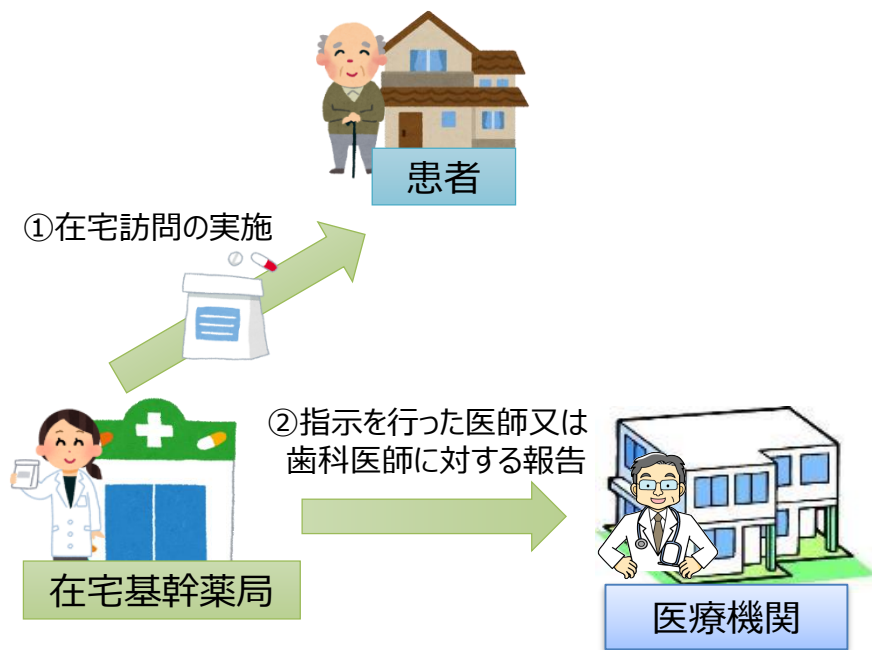 患者
①在宅訪問の実施
②指示を行った医師又は
歯科医師に対する報告
在宅基幹薬局
医療機関